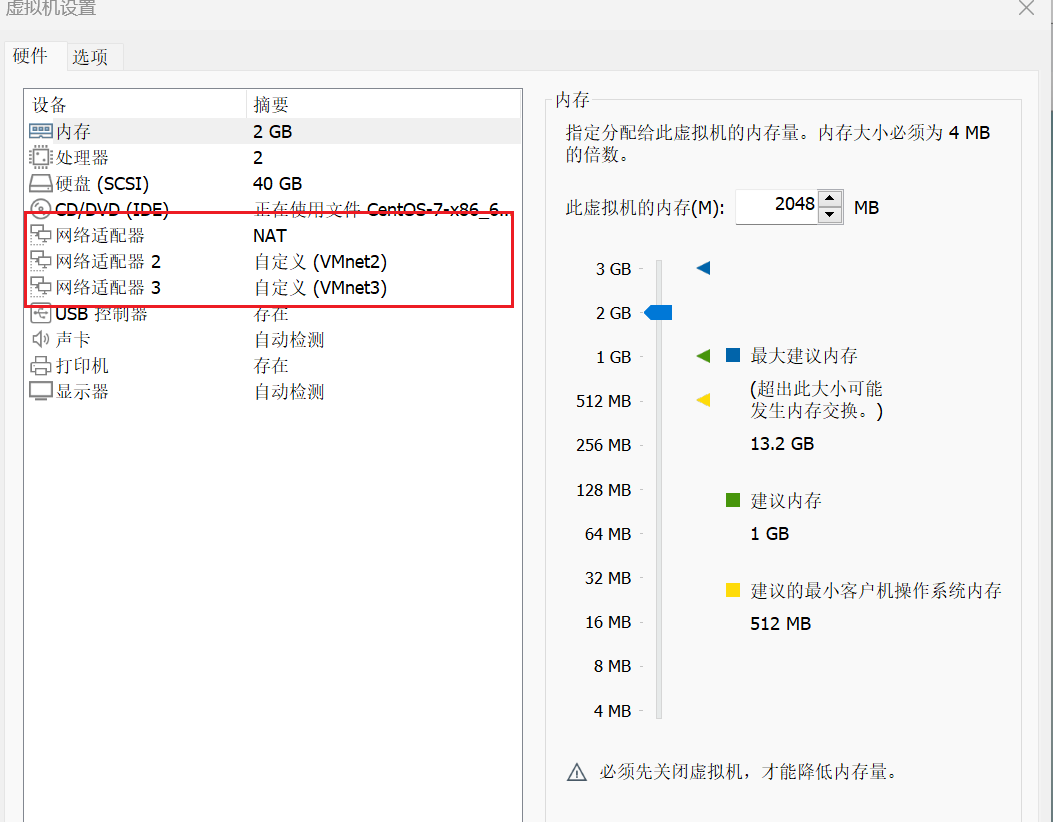 虚拟机设置
硬件 选项
设备 摘要
内存 2 GB
处理器 2
硬盘 (SCSI) 40 GB
CD/DVD (IDE) 正在使用文件 CentOS-7-x86_6...
网络适配器 NAT
网络适配器 2 自定义 (VMnet2)
网络适配器 3 自定义 (VMnet3)
USB 控制器 存在
声卡 自动检测
打印机 存在
显示器 自动检测
内存
指定分配给此虚拟机的内存量。内存大小必须为 4 MB
的倍数。
此虚拟机的内存(M): 2048 MB
3 GB
2 GB
1 GB
512 MB
256 MB
128 MB
64 MB
32 MB
16 MB
8 MB
4 MB
最大建议内存
(超出此大小可能
发生内存交换。)
13.2 GB
建议内存
1 GB
建议的最小客户机操作系统内存
512 MB
必须先关闭虚拟机，才能降低内存量。